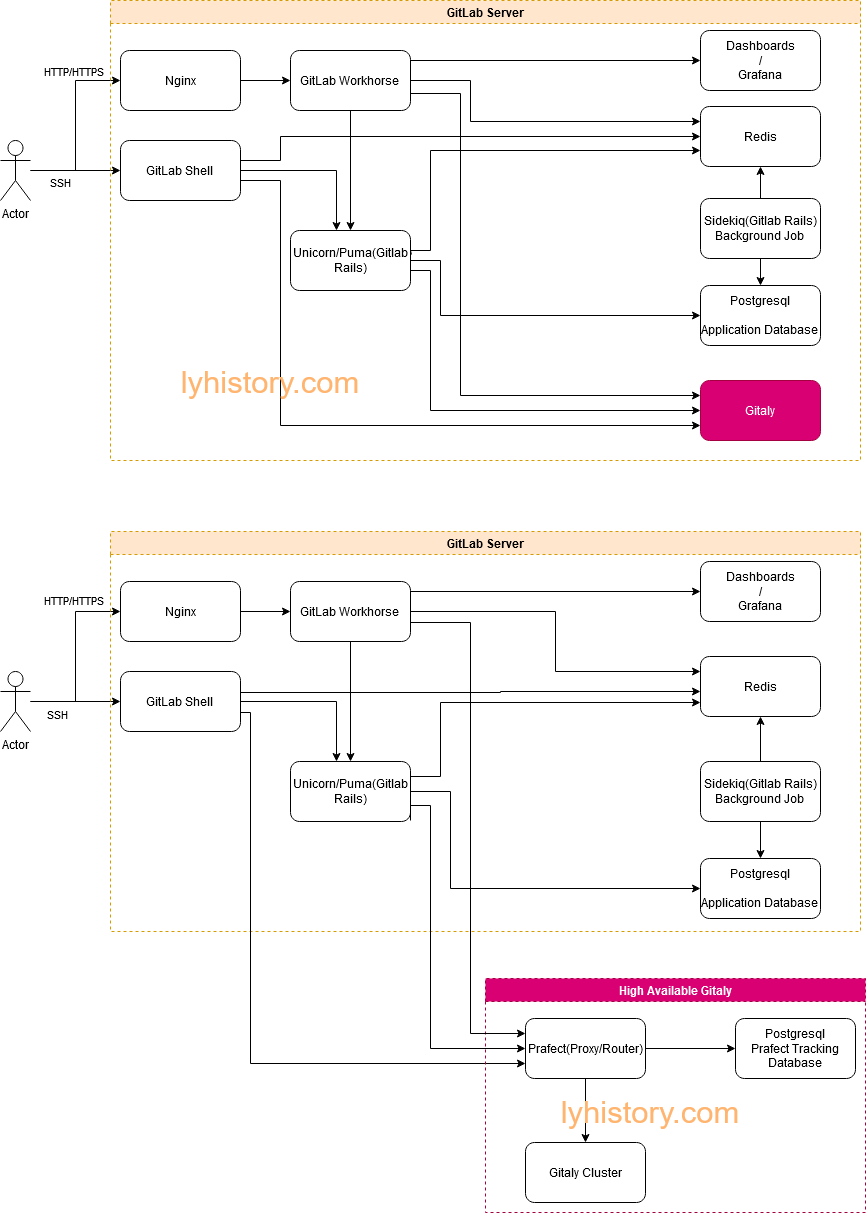 GitLab Server
HTTP/HTTPS
Nginx
GitLab Workhorse
Dashboards
/
Grafana
Redis
GitLab Shell
SSH
Actor
Sidekiq(Gitlab Rails)
Background Job
Unicorn/Puma(Gitlab
Rails)
Postgresql
Application Database
lyhistory.com
Gitaly
GitLab Server
HTTP/HTTPS
Nginx
GitLab Workhorse
Dashboards
/
Grafana
Redis
GitLab Shell
SSH
Actor
Unicorn/Puma(Gitlab
Rails)
Sidekiq(Gitlab Rails)
Background Job
Postgresql
Application Database
High Available Gitaly
Prafect(Proxy/Router)
Postgresql
Prafect Tracking
Database
lyhistory.com
Gitaly Cluster